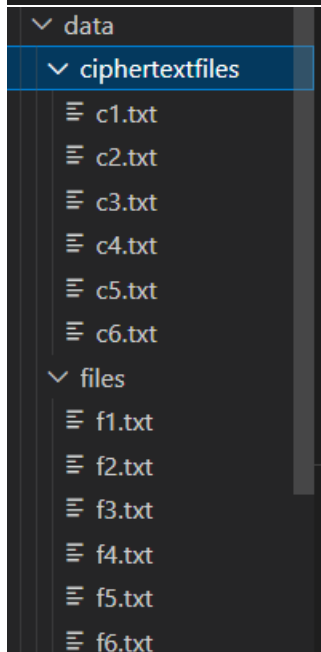 data
ciphertextfiles
c1.txt
c2.txt
c3.txt
c4.txt
c5.txt
c6.txt
files
f1.txt
f2.txt
f3.txt
f4.txt
f5.txt
f6.txt